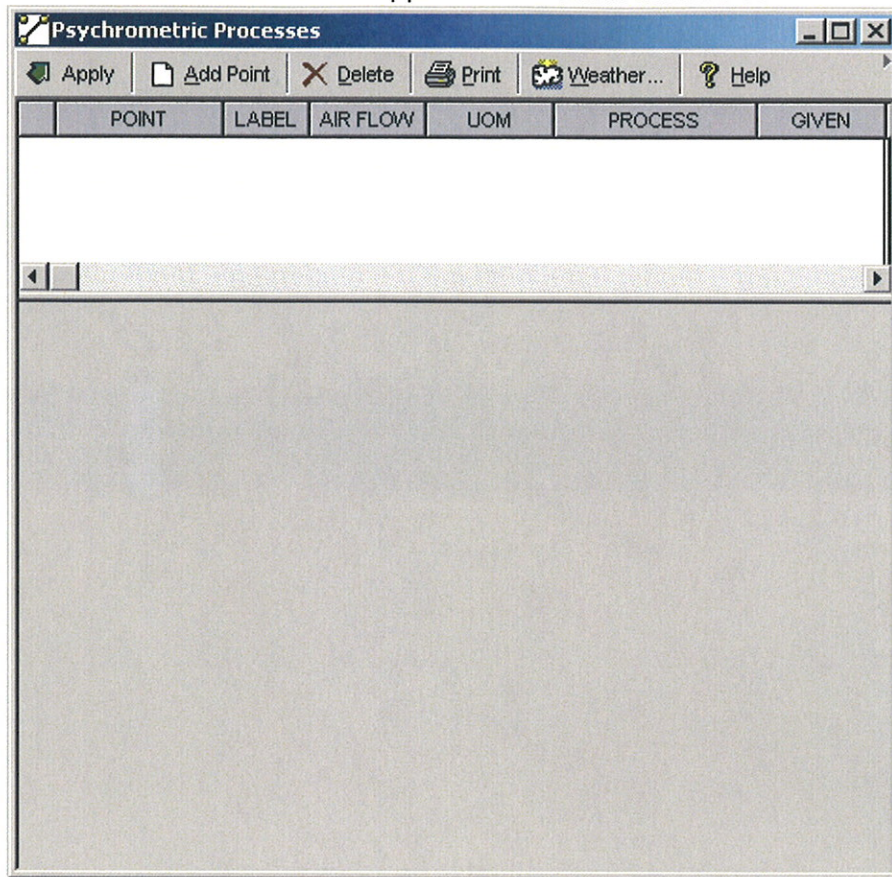 Psychrometric Processes
Apply Add Point Delete Print Weather... Help
POINT LABEL AIR FLOW UOM PROCESS GIVEN